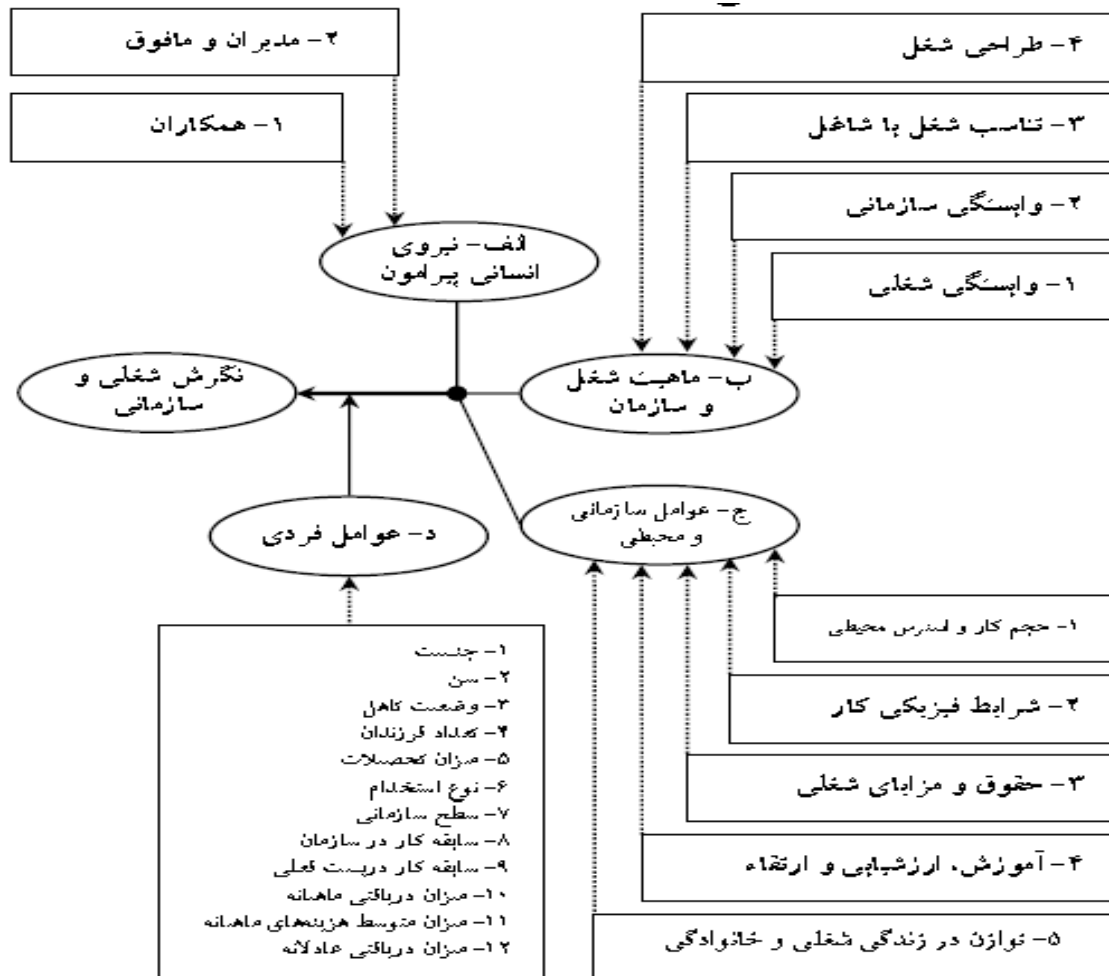 ۲- مدیران و مافوق
۱- همکاران
۴- طراحی شغل
۳- تناسب شغل با شاغل
۲- وابستگی سازمانی
۱- وابستگی شغلی
الف- نیروی
انسانی پیرامون
ب- ماهیت شغل
و سازمان
نگرش شغلی و
سازمانی
ج- عوامل سازمانی
و محیطی
د- عوامل فردی
۱- حجم کار و استرس محیطی
۲- شرایط فیزیکی کار
۳- حقوق و مزایای شغلی
۴- آموزش، ارزشیابی و ارتقاء
۵- توازن در زندگی شغلی و خانوادگی
۱- جنسیت
۲- سن
۳- وضعیت تاهل
۴- تعداد فرزندان
۵- میزان تحصیلات
۶- نوع استخدام
۷- سطح سازمانی
۸- سابقه کار در سازمان
۹- سابقه کار درپست فعلی
۱۰- میزان دریافتی ماهیانه
۱۱- میزان متوسط هزینه‌های ماهیانه
۱۲- میزان دریافتی عادلانه